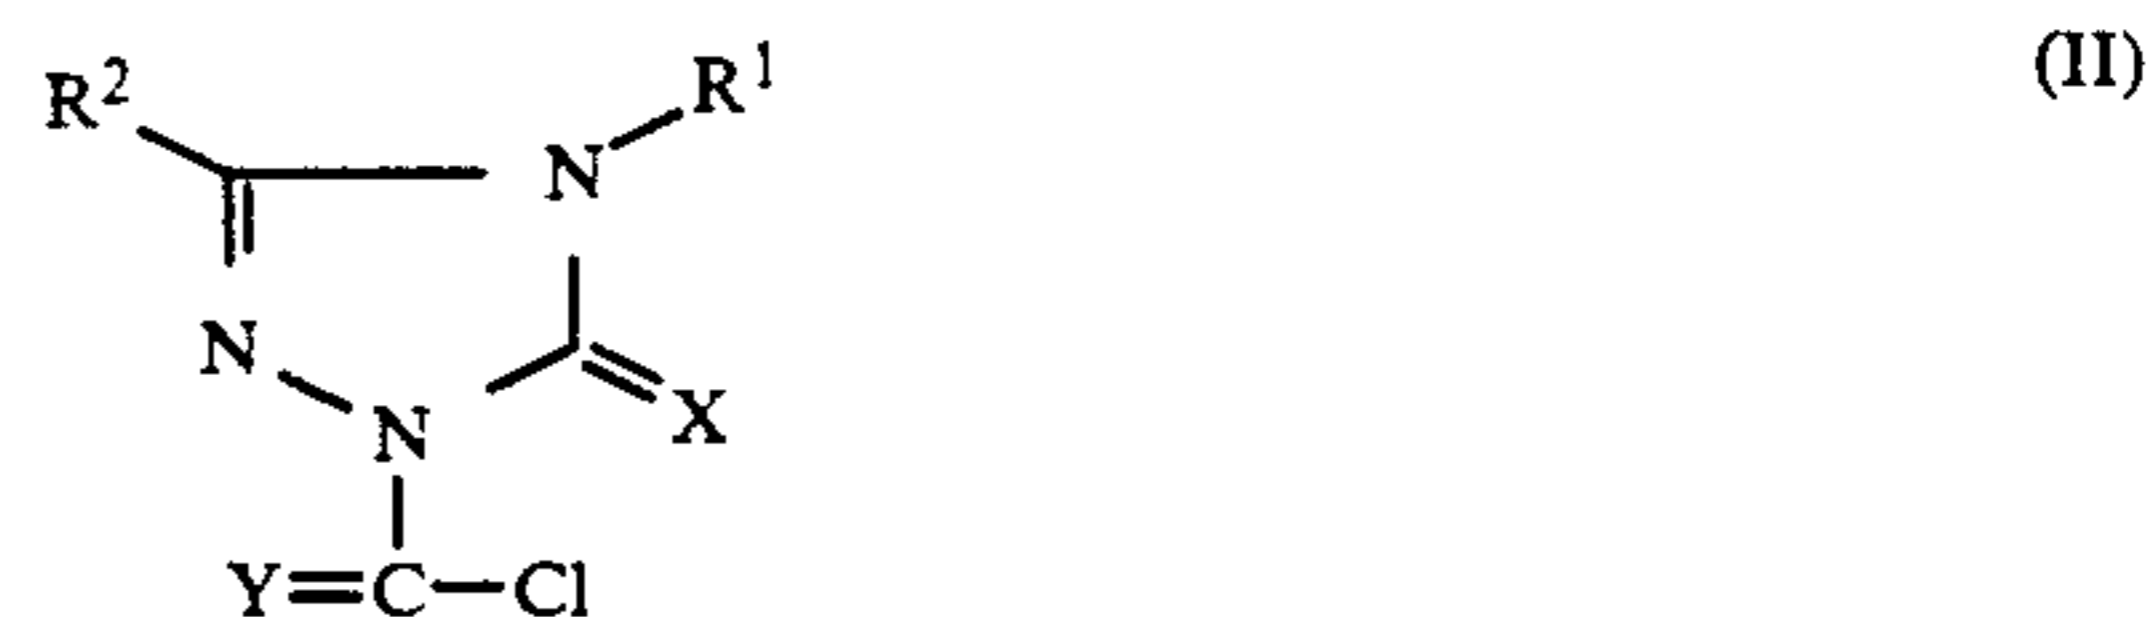 R² N R¹ (II)
N
N X
Y=C–Cl